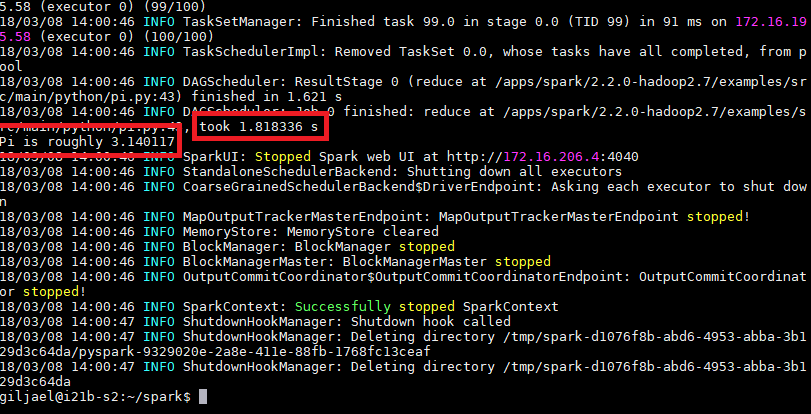 5.58 (executor 0) (99/100)
18/03/08 14:00:46 INFO TaskSetManager: Finished task 99.0 in stage 0.0 (TID 99) in 91 ms on 172.16.19
5.58 (executor 0) (100/100)
18/03/08 14:00:46 INFO TaskSchedulerImpl: Removed TaskSet 0.0, whose tasks have all completed, from p
ool
18/03/08 14:00:46 INFO DAGScheduler: ResultStage 0 (reduce at /apps/spark/2.2.0-hadoop2.7/examples/sr
c/main/python/pi.py:43) finished in 1.621 s
18/03/08 14:00:46 INFO DAGScheduler: Job 0 finished: reduce at /apps/spark/2.2.0-hadoop2.7/examples/s
rc/main/python/pi.py:43, took 1.818336 s
Pi is roughly 3.140117
18/03/08 14:00:46 INFO SparkUI: Stopped Spark web UI at http://172.16.206.4:4040
18/03/08 14:00:46 INFO StandaloneSchedulerBackend: Shutting down all executors
18/03/08 14:00:46 INFO CoarseGrainedSchedulerBackend$DriverEndpoint: Asking each executor to shut dow
n
18/03/08 14:00:46 INFO MapOutputTrackerMasterEndpoint: MapOutputTrackerMasterEndpoint stopped!
18/03/08 14:00:46 INFO MemoryStore: MemoryStore cleared
18/03/08 14:00:46 INFO BlockManager: BlockManager stopped
18/03/08 14:00:46 INFO BlockManagerMaster: BlockManagerMaster stopped
18/03/08 14:00:46 INFO OutputCommitCoordinator$OutputCommitCoordinatorEndpoint: OutputCommitCoordinat
or stopped!
18/03/08 14:00:46 INFO SparkContext: Successfully stopped SparkContext
18/03/08 14:00:47 INFO ShutdownHookManager: Shutdown hook called
18/03/08 14:00:47 INFO ShutdownHookManager: Deleting directory /tmp/spark-d1076f8b-abd6-4953-abba-3b1
29d3c64da/pyspark-9329020e-2a8e-411e-88fb-1768fc13ceaf
18/03/08 14:00:47 INFO ShutdownHookManager: Deleting directory /tmp/spark-d1076f8b-abd6-4953-abba-3b1
29d3c64da
giljael@i21b-s2:~/spark$